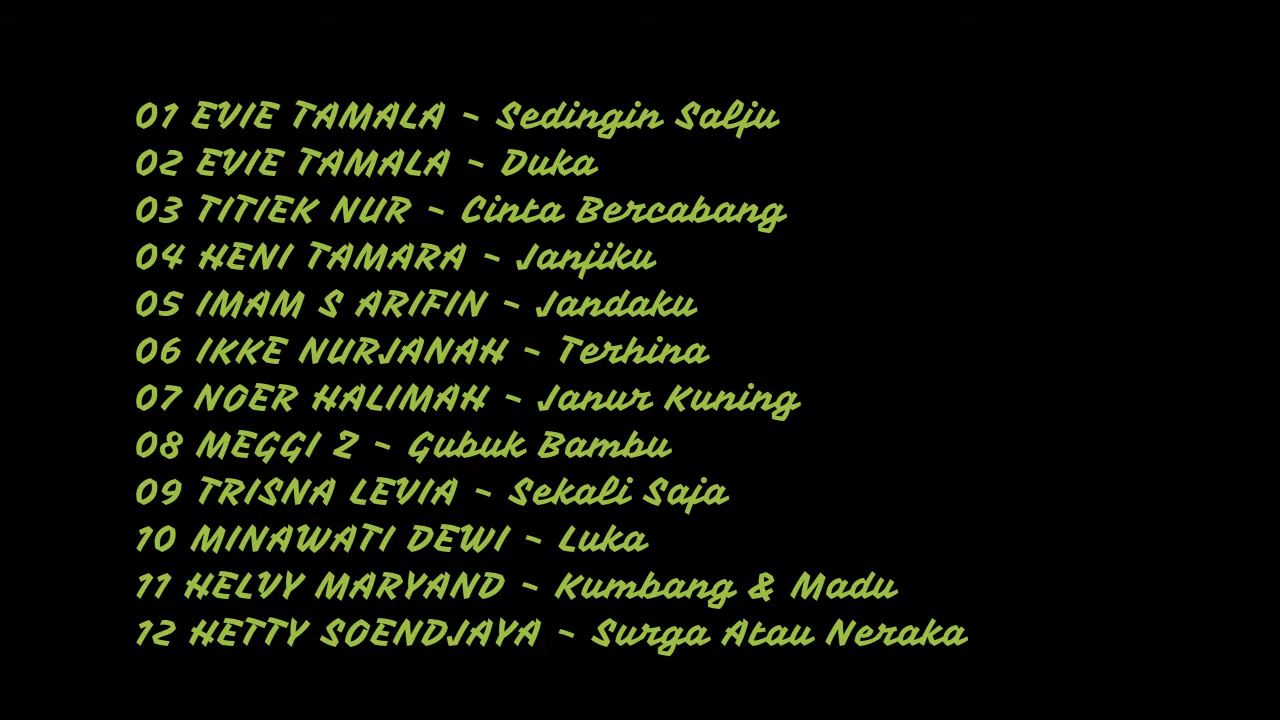 01 EVIE TAMALA - Sedingin Salju
02 EVIE TAMALA - Duka
03 TITIEK NUR - Cinta Bercabang
04 HENI TAMARA - Janjiku
05 IMAM S ARIFIN - Jandaku
06 IKKE NURJANAH - Terhina
07 NOER HALIMAH - Janur Kuning
08 MEGGI Z - Gubuk Bambu
09 TRISNA LEVIA - Sekali Saja
10 MINAWATI DEWI - Luka
11 HELVY MARYAND - Kumbang & Madu
12 HETTY SOENDJAYA - Surga Atau Neraka